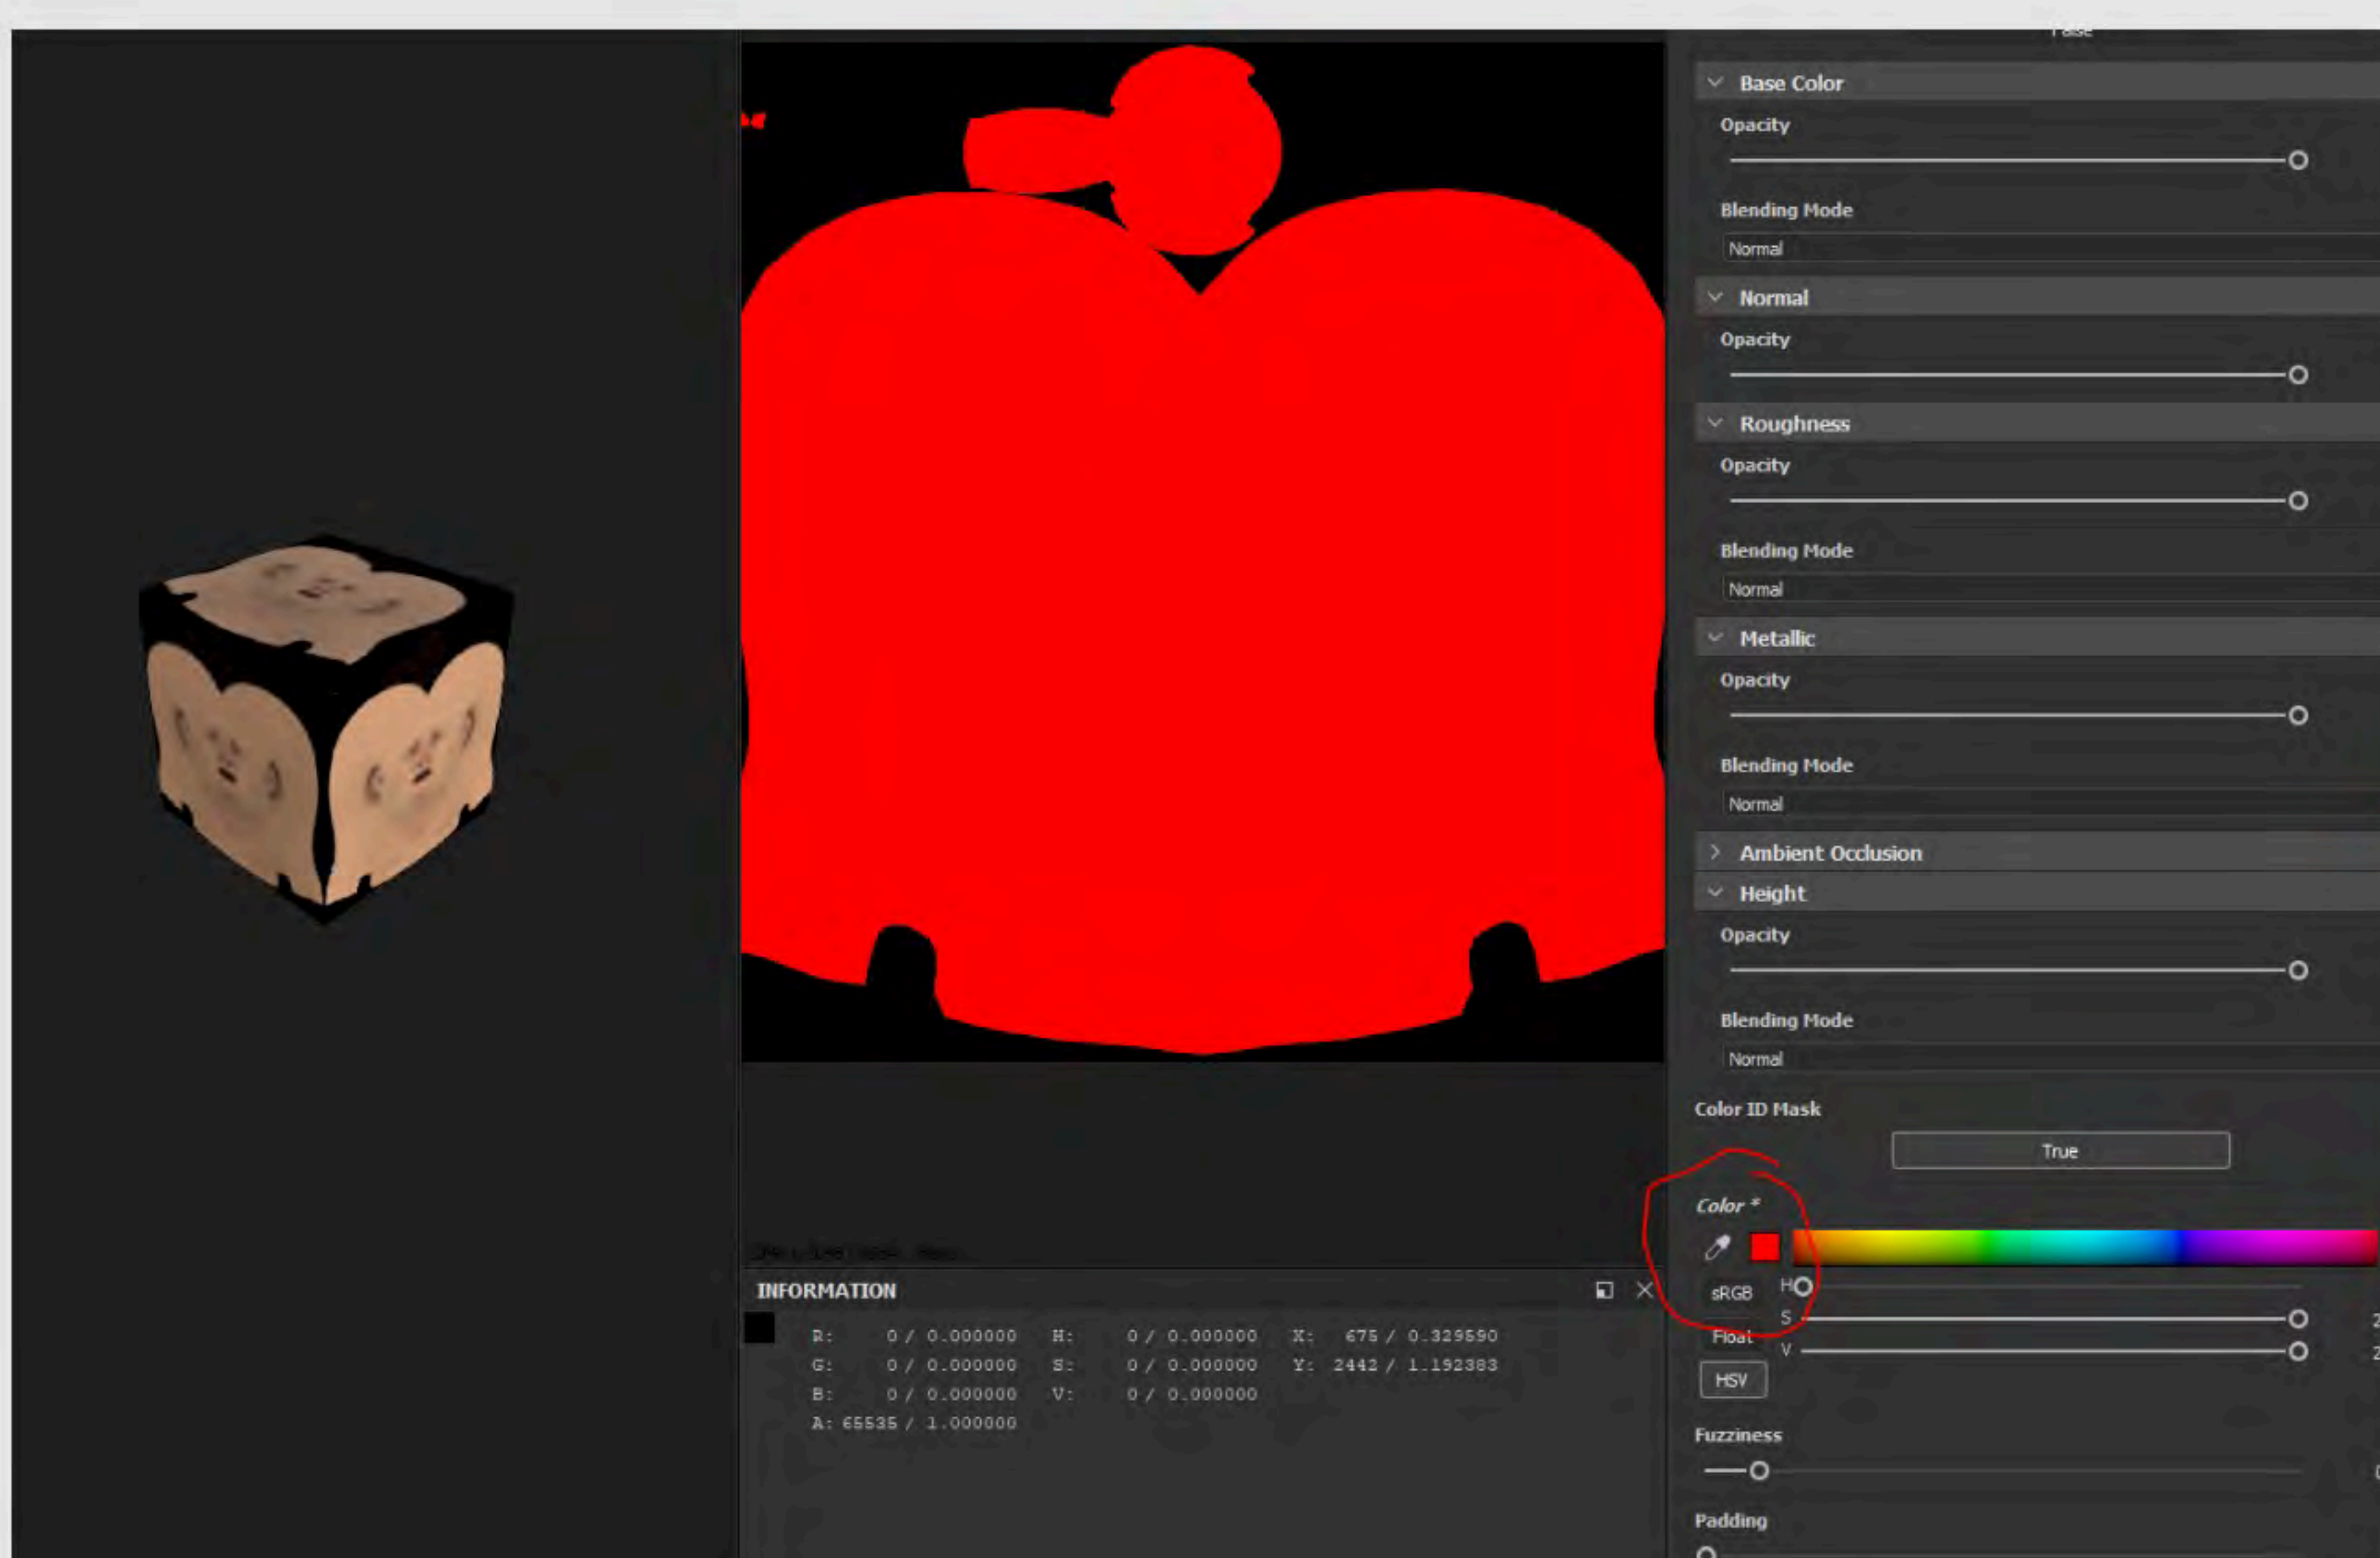 Base Color
Opacity
Blending Mode
Normal
Normal
Opacity
Roughness
Opacity
Blending Mode
Normal
Metallic
Opacity
Blending Mode
Normal
Ambient Occlusion
Height
Opacity
Blending Mode
Normal
Color ID Mask
True
Color *
sRGB
Float
HSV
H
S
V
Fuzziness
Padding
INFORMATION
R: 0 / 0.000000 H: 0 / 0.000000 X: 675 / 0.329590
G: 0 / 0.000000 S: 0 / 0.000000 Y: 2442 / 1.192383
B: 0 / 0.000000 V: 0 / 0.000000
A: 65535 / 1.000000